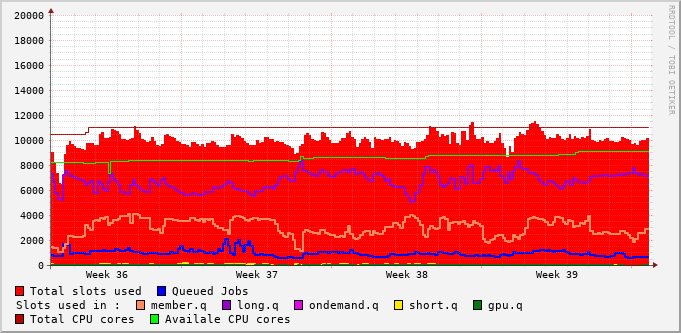 20000
18000
16000
14000
12000
10000
8000
6000
4000
2000
0
Week 36 Week 37 Week 38 Week 39
RRDTOOL / TOBI OETIKER
Total slots used Queued Jobs
Slots used in : member.q long.q ondemand.q short.q gpu.q
Total CPU cores Availale CPU cores